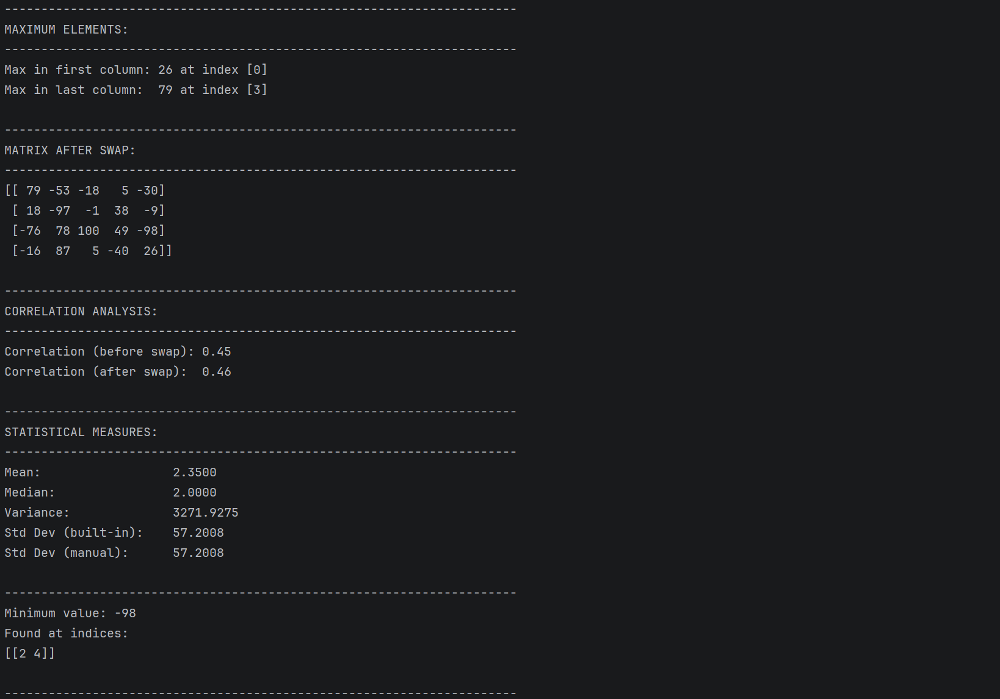 ----------------------------------------------------------------------
MAXIMUM ELEMENTS:
----------------------------------------------------------------------
Max in first column: 26 at index [0]
Max in last column:  79 at index [3]

----------------------------------------------------------------------
MATRIX AFTER SWAP:
----------------------------------------------------------------------
[[ 79 -53 -18   5 -30]
 [ 18 -97  -1  38  -9]
 [-76  78 100  49 -98]
 [-16  87   5 -40  26]]

----------------------------------------------------------------------
CORRELATION ANALYSIS:
----------------------------------------------------------------------
Correlation (before swap): 0.45
Correlation (after swap):  0.46

----------------------------------------------------------------------
STATISTICAL MEASURES:
----------------------------------------------------------------------
Mean:                  2.3500
Median:                2.0000
Variance:              3271.9275
Std Dev (built-in):    57.2008
Std Dev (manual):      57.2008

----------------------------------------------------------------------
Minimum value: -98
Found at indices:
[[2 4]]

----------------------------------------------------------------------